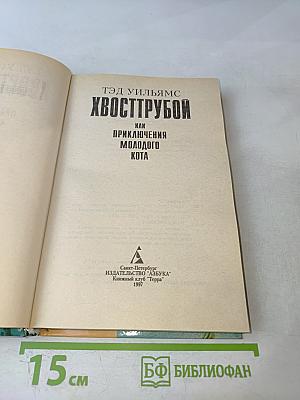 ТЭД УИЛЬЯМС
ХВОСТТРУБОЙ
ИЛИ
ПРИКЛЮЧЕНИЯ
МОЛОДОГО
КОТА
Санкт-Петербург
ИЗДАТЕЛЬСТВО "АЗБУКА"
Книжный клуб "Терра"
1997
15 см
БФ БИБЛИОФАН